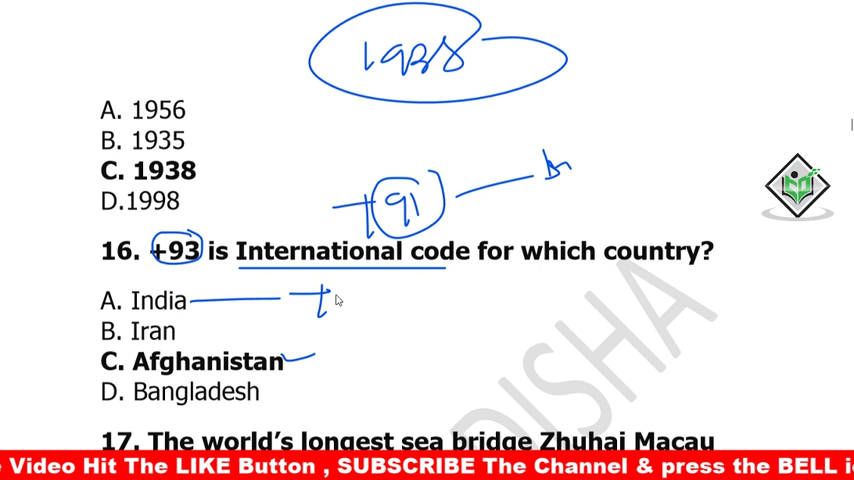 1938
A. 1956
B. 1935
C. 1938
D.1998
+91
16. +93 is International code for which country?
A. India
+
B. Iran
C. Afghanistan
D. Bangladesh
DISHA
17. The world's longest sea bridge Zhuhai Macau
Video Hit The LIKE Button , SUBSCRIBE The Channel & press the BELL